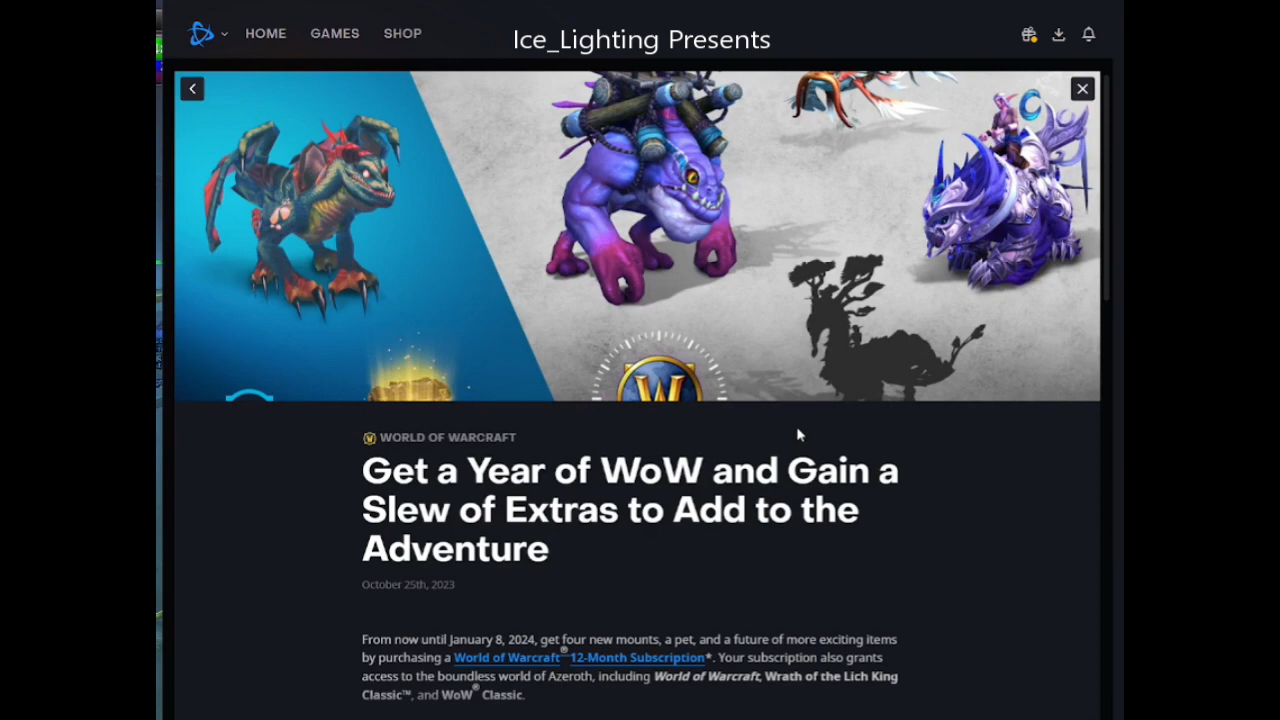 HOME GAMES SHOP
Ice_Lighting Presents
W
WORLD OF WARCRAFT
Get a Year of WoW and Gain a
Slew of Extras to Add to the
Adventure
October 25th, 2023
From now until January 8, 2024, get four new mounts, a pet, and a future of more exciting items
by purchasing a World of Warcraft® 12-Month Subscription*. Your subscription also grants
access to the boundless world of Azeroth, including World of Warcraft, Wrath of the Lich King
Classic™, and WoW® Classic.